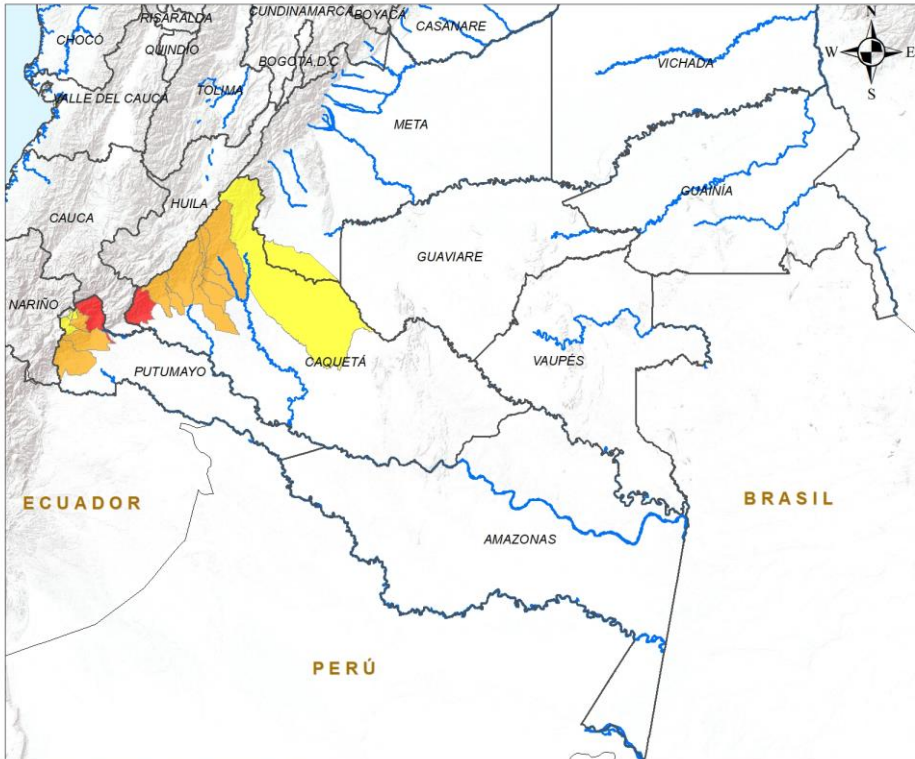 CUNDINAMARCA
BOYACÁ
RISARALDA
CASANARE
N
CHOCÓ
QUINDÍO
BOGOTÁ D.C
W
E
VICHADA
S
VALLE DEL CAUCA
TOLIMA
META
GUAINÍA
HUILA
CAUCA
GUAVIARE
NARIÑO
CAQUETÁ
VAUPÉS
PUTUMAYO
ECUADOR
BRASIL
AMAZONAS
PERÚ